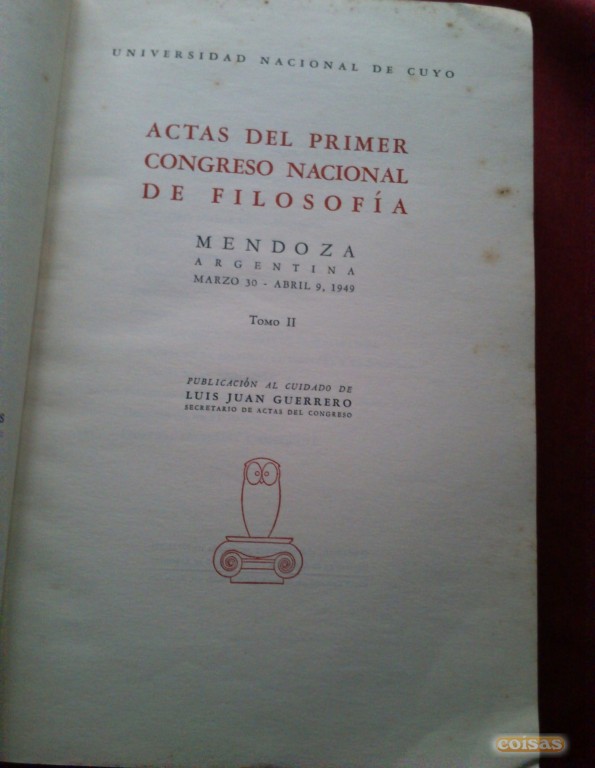 UNIVERSIDAD NACIONAL DE CUYO
ACTAS DEL PRIMER
CONGRESO NACIONAL
DE FILOSOFÍA
MENDOZA
ARGENTINA
MARZO 30 - ABRIL 9, 1949
TOMO II
PUBLICACIÓN AL CUIDADO DE
LUIS JUAN GUERRERO
SECRETARIO DE ACTAS DEL CONGRESO
coisas